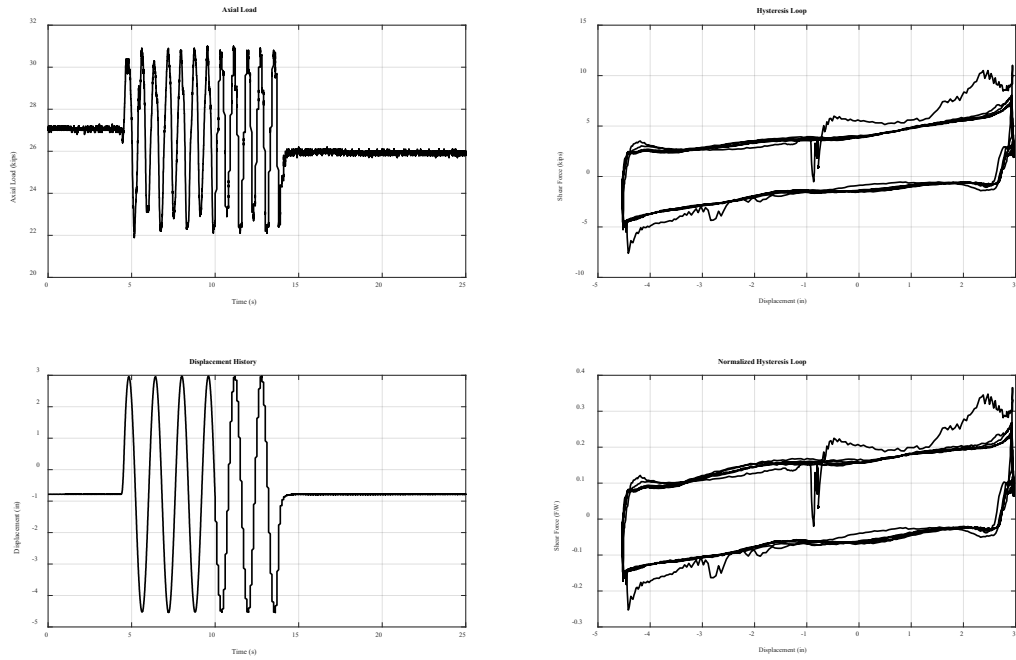 Axial Load
32
30
28
26
24
22
20
Axial Load (kips)
0 5 10 15 20 25
Time (s)
Hysteresis Loop
15
10
5
0
-5
-10
Shear Force (kips)
-5 -4 -3 -2 -1 0 1 2 3
Displacement (in)
Displacement History
3
2
1
0
-1
-2
-3
-4
-5
Displacement (in)
0 5 10 15 20 25
Time (s)
Normalized Hysteresis Loop
0.4
0.3
0.2
0.1
0
-0.1
-0.2
-0.3
Shear Force (F/W)
-5 -4 -3 -2 -1 0 1 2 3
Displacement (in)